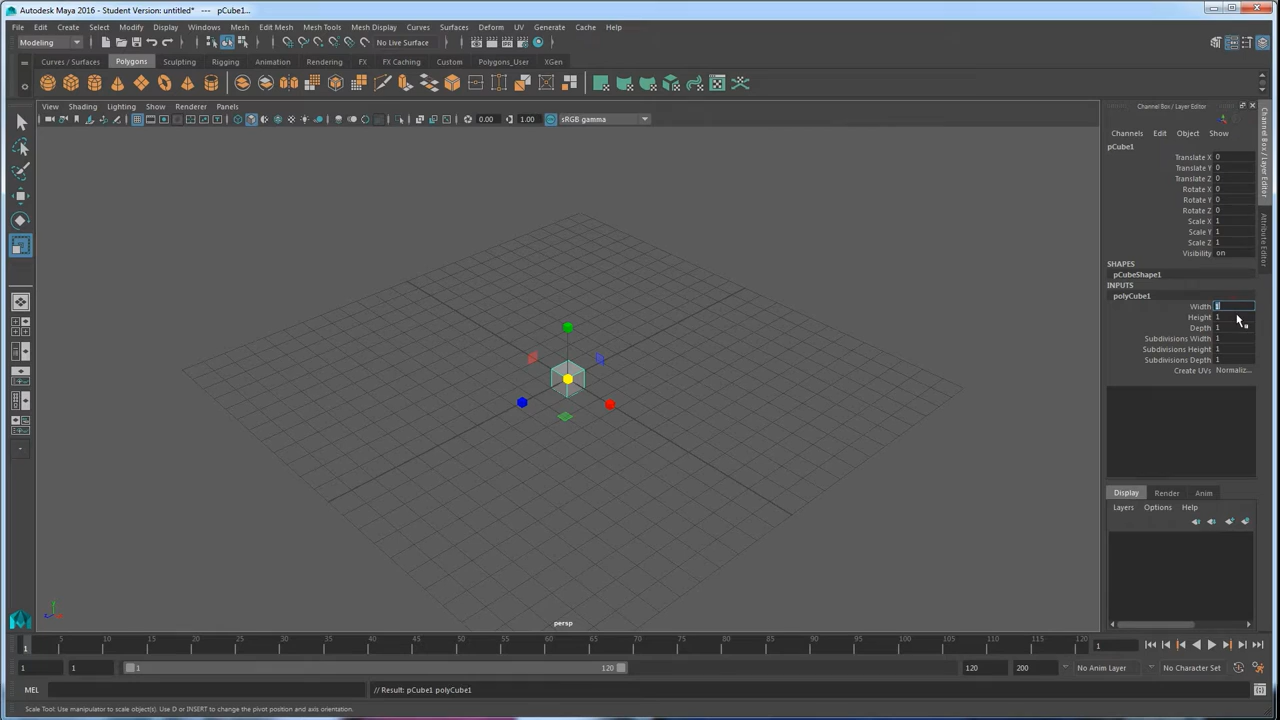 Autodesk Maya 2016 - Student Version: untitled* --- pCube1...
File Edit Create Select Modify Display Windows Mesh Edit Mesh Mesh Tools Mesh Display Curves Surfaces Deform UV Generate Cache Help
Modeling No Live Surface
Curves / Surfaces Polygons Sculpting Rigging Animation Rendering FX FX Caching Custom Polygons_User XGen
View Shading Lighting Show Renderer Panels
0.00 1.00 sRGB gamma
Channel Box / Layer Editor
Channels Edit Object Show
pCube1
Translate X 0
Translate Y 0
Translate Z 0
Rotate X 0
Rotate Y 0
Rotate Z 0
Scale X 1
Scale Y 1
Scale Z 1
Visibility on
SHAPES
pCubeShape1
INPUTS
polyCube1
Width 1
Height 1
Depth 1
Subdivisions Width 1
Subdivisions Height 1
Subdivisions Depth 1
Create UVs Normaliz...
Channel Box / Layer Editor
Attribute Editor
Display Render Anim
Layers Options Help
persp
1 5 10 15 20 25 30 35 40 45 50 55 60 65 70 75 80 85 90 95 100 105 110 115 120 1
1 1 1 120 120 200 No Anim Layer No Character Set
MEL // Result: pCube1 polyCube1
Scale Tool: Use manipulator to scale object(s). Use D or INSERT to change the pivot position and axis orientation.